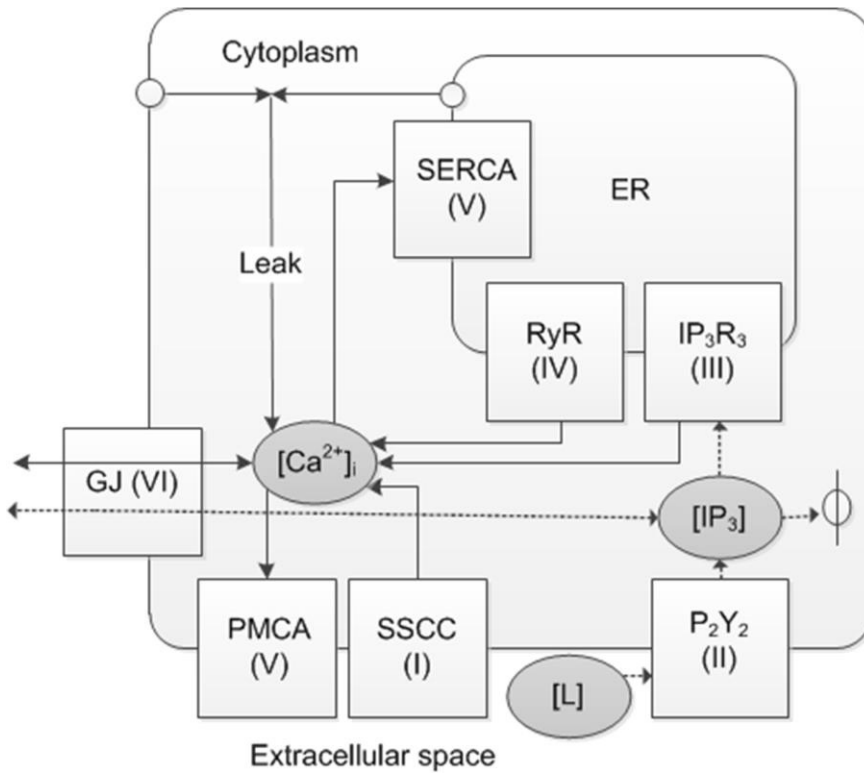 Cytoplasm
SERCA
(V)
ER
Leak
RyR
(IV)
IP₃R₃
(III)
GJ (VI)
[Ca²⁺]ᵢ
[IP₃]
PMCA
(V)
SSCC
(I)
P₂Y₂
(II)
[L]
Extracellular space